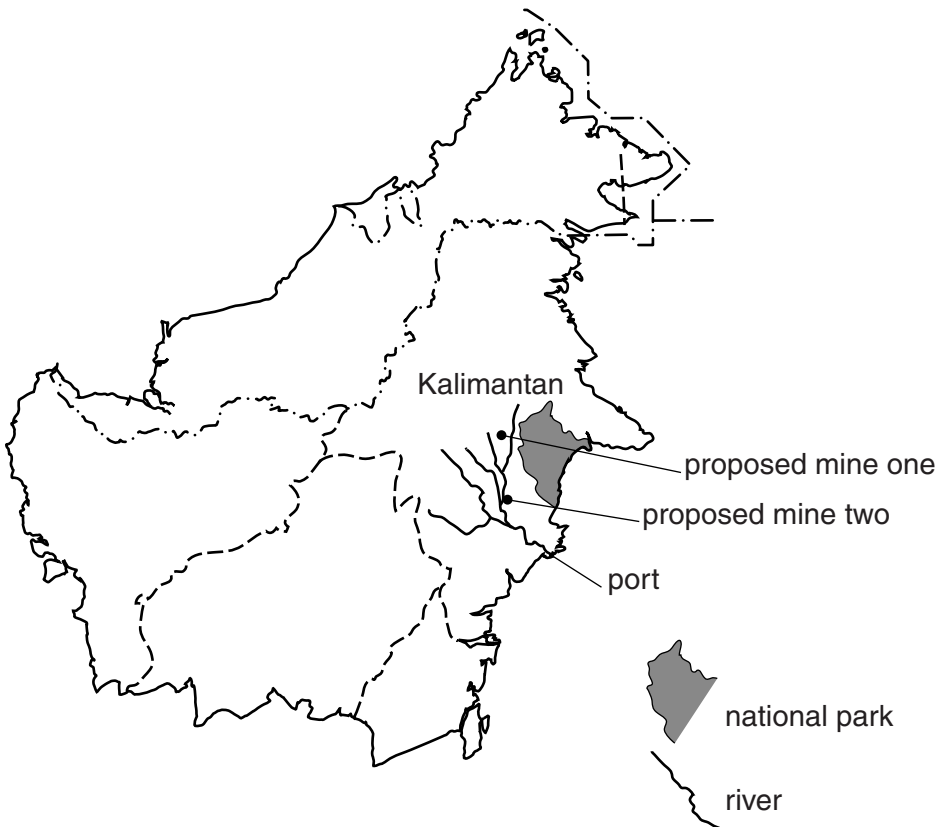 Kalimantan
proposed mine one
proposed mine two
port
national park
river